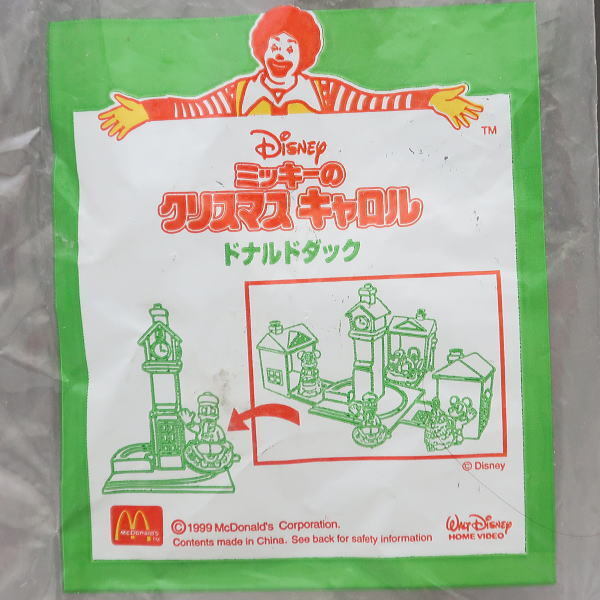 TM
Disney
ミッキーの
クリスマス キャロル
ドナルドダック
© Disney
McDonald's
TM
©1999 McDonald's Corporation.
Contents made in China. See back for safety information
WALT DISNEY
HOME VIDEO